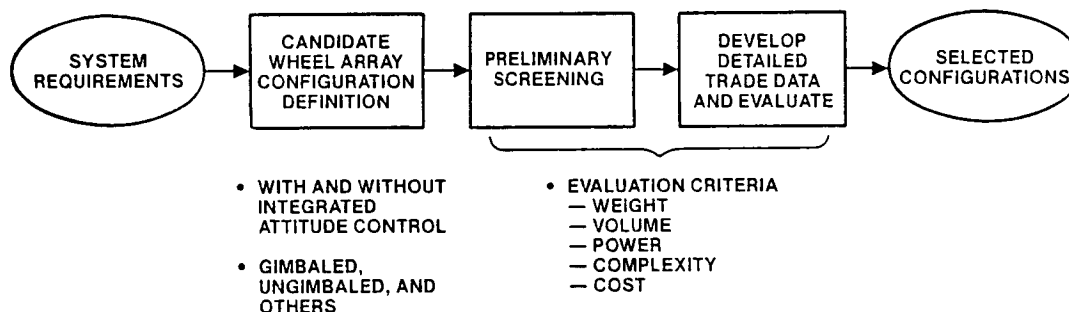 SYSTEM
REQUIREMENTS
CANDIDATE
WHEEL ARRAY
CONFIGURATION
DEFINITION
PRELIMINARY
SCREENING
DEVELOP
DETAILED
TRADE DATA
AND EVALUATE
SELECTED
CONFIGURATIONS
• WITH AND WITHOUT
INTEGRATED
ATTITUDE CONTROL
• GIMBALED,
UNGIMBALED, AND
OTHERS
• EVALUATION CRITERIA
— WEIGHT
— VOLUME
— POWER
— COMPLEXITY
— COST